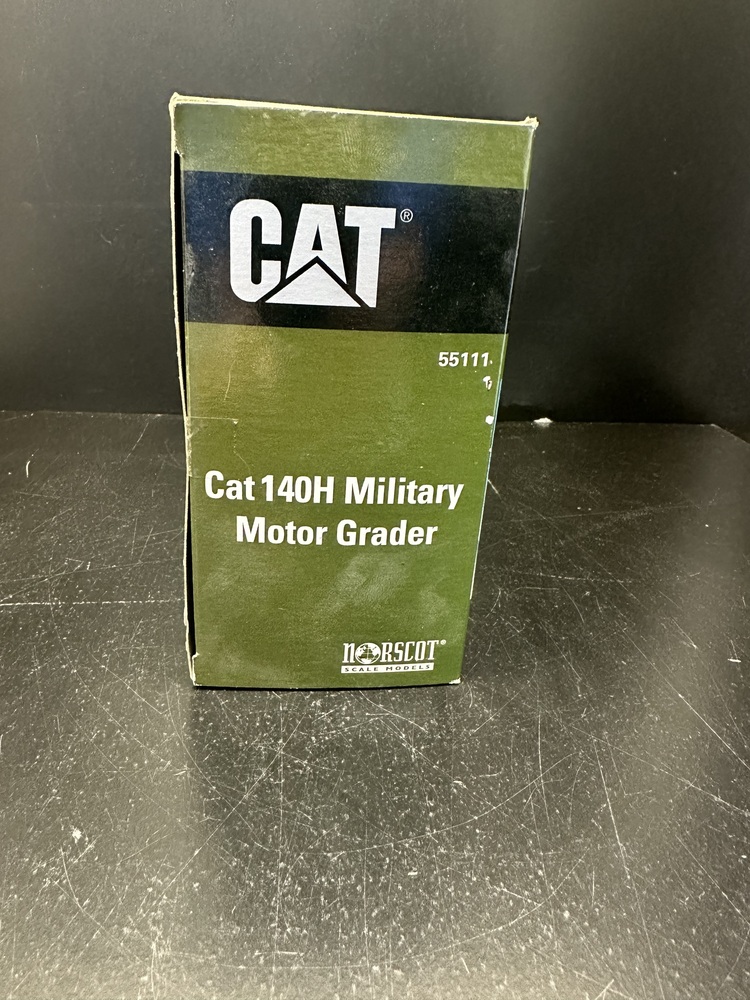 CAT®
55111
Cat 140H Military
Motor Grader
NORSCOT®
SCALE MODELS